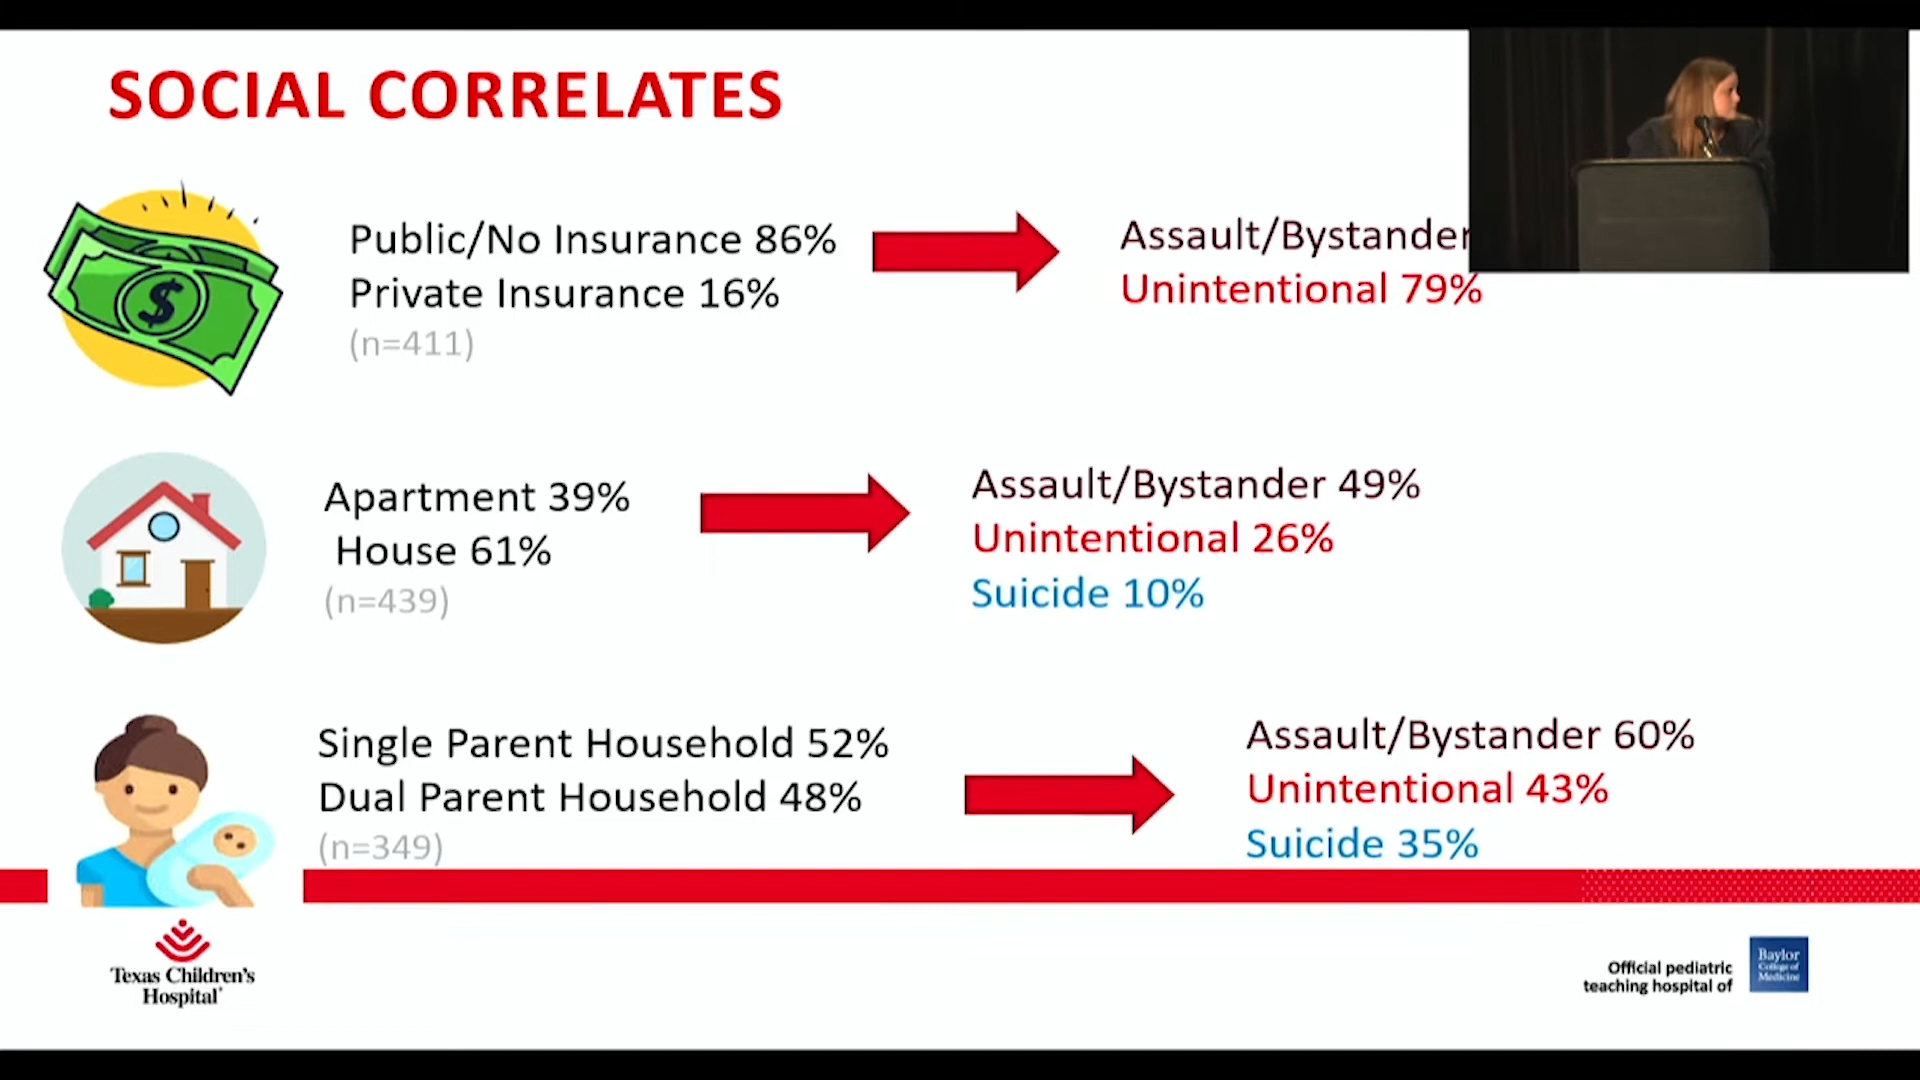 SOCIAL CORRELATES
Public/No Insurance 86%
Private Insurance 16%
(n=411)
Assault/Bystander
Unintentional 79%
Apartment 39%
House 61%
(n=439)
Assault/Bystander 49%
Unintentional 26%
Suicide 10%
Single Parent Household 52%
Dual Parent Household 48%
(n=349)
Assault/Bystander 60%
Unintentional 43%
Suicide 35%
$
Texas Children's
Hospital
Official pediatric
teaching hospital of
Baylor
College of
Medicine